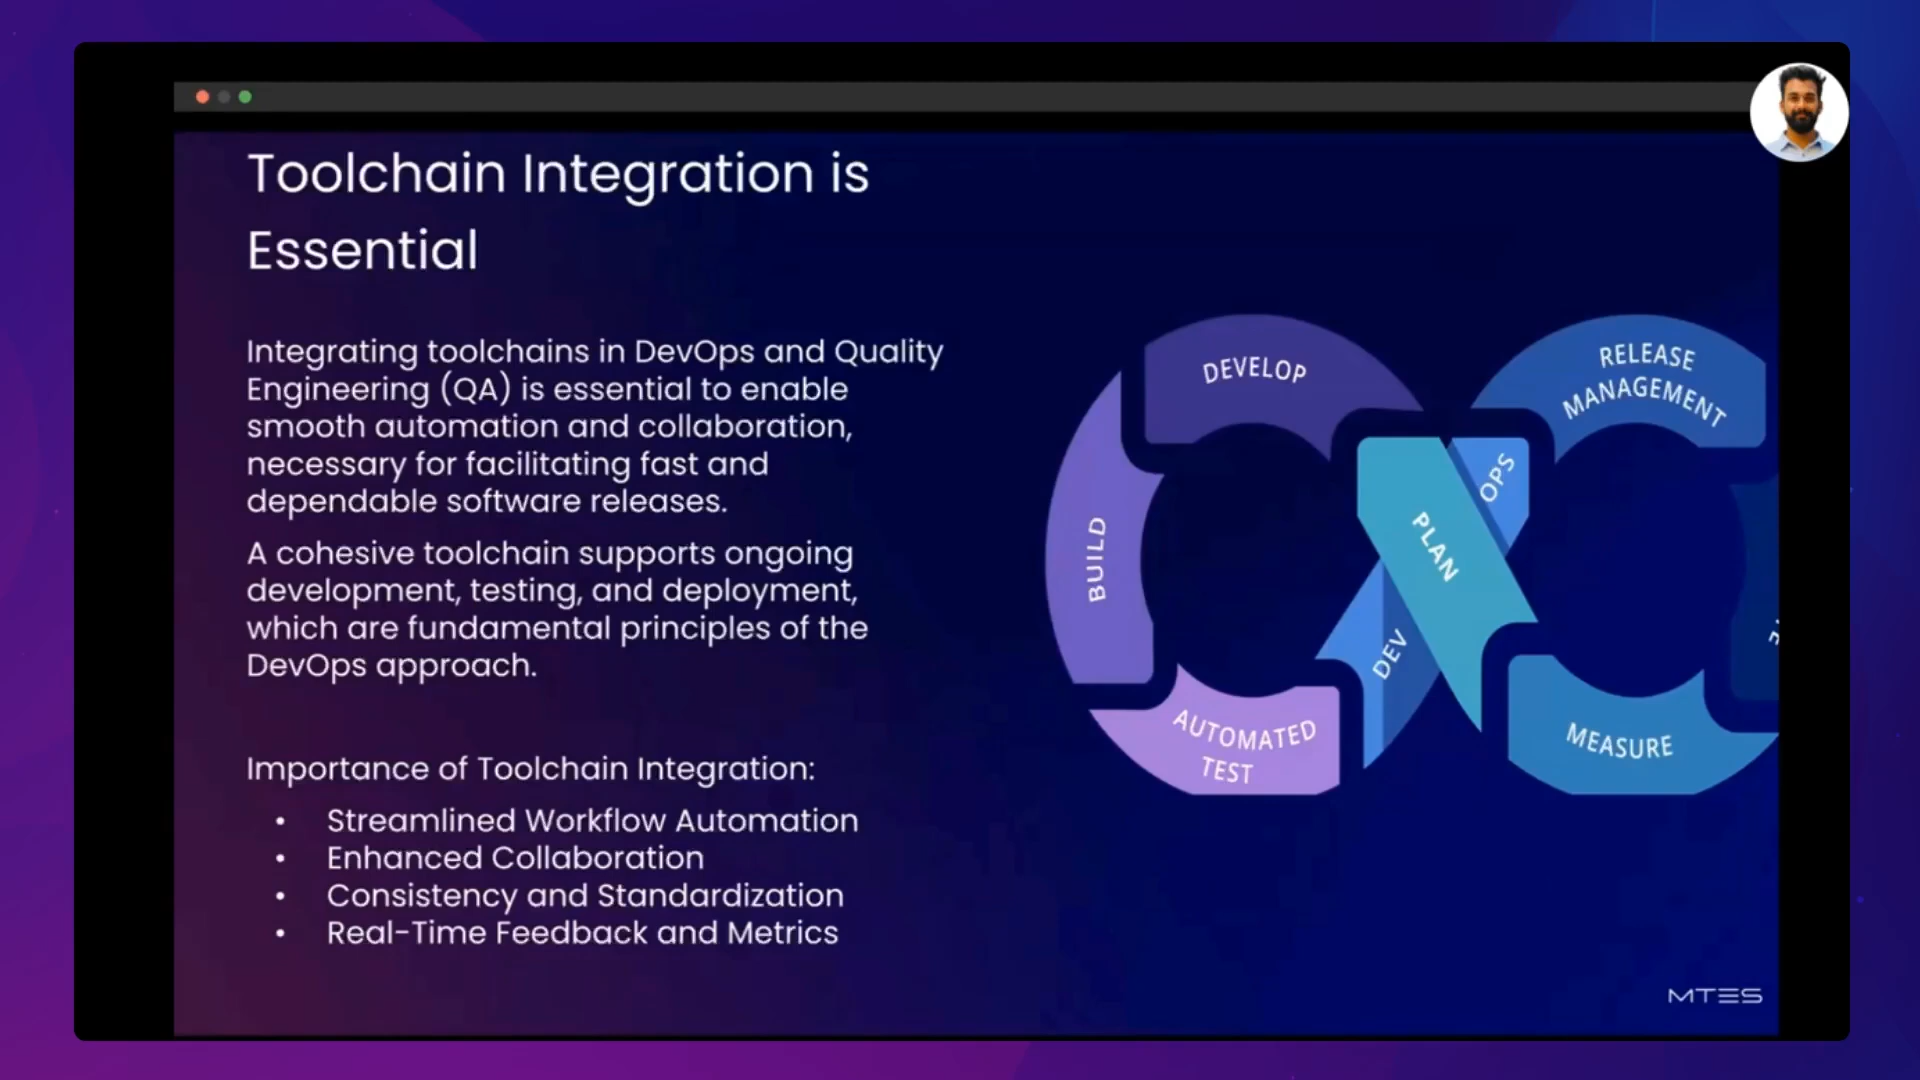 Toolchain Integration is
Essential
Integrating toolchains in DevOps and Quality
Engineering (QA) is essential to enable
smooth automation and collaboration,
necessary for facilitating fast and
dependable software releases.
A cohesive toolchain supports ongoing
development, testing, and deployment,
which are fundamental principles of the
DevOps approach.
Importance of Toolchain Integration:
• Streamlined Workflow Automation
• Enhanced Collaboration
• Consistency and Standardization
• Real-Time Feedback and Metrics
DEVELOP
RELEASE
MANAGEMENT
OPS
PLAN
BUILD
DEV
AUTOMATED
TEST
MEASURE
MTES